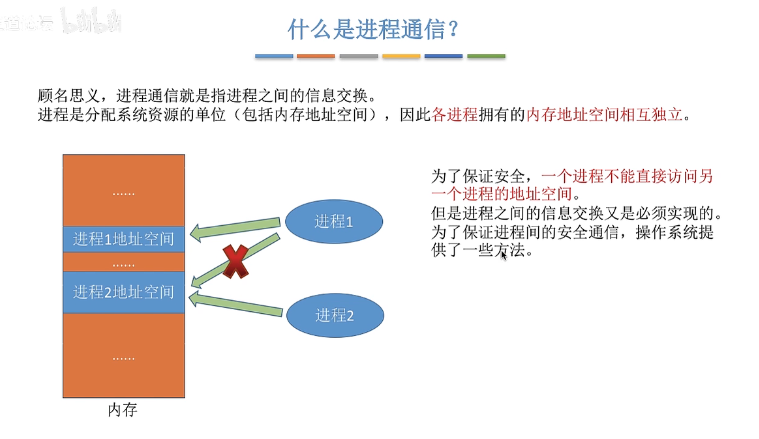 什么是进程通信？
顾名思义，进程通信就是指进程之间的信息交换。
进程是分配系统资源的单位（包括内存地址空间），因此各进程拥有的内存地址空间相互独立。
......
进程1地址空间
......
进程2地址空间
......
内存
进程1
进程2
为了保证安全，一个进程不能直接访问另
一个进程的地址空间。
但是进程之间的信息交换又是必须实现的。
为了保证进程间的安全通信，操作系统提
供了一些方法。